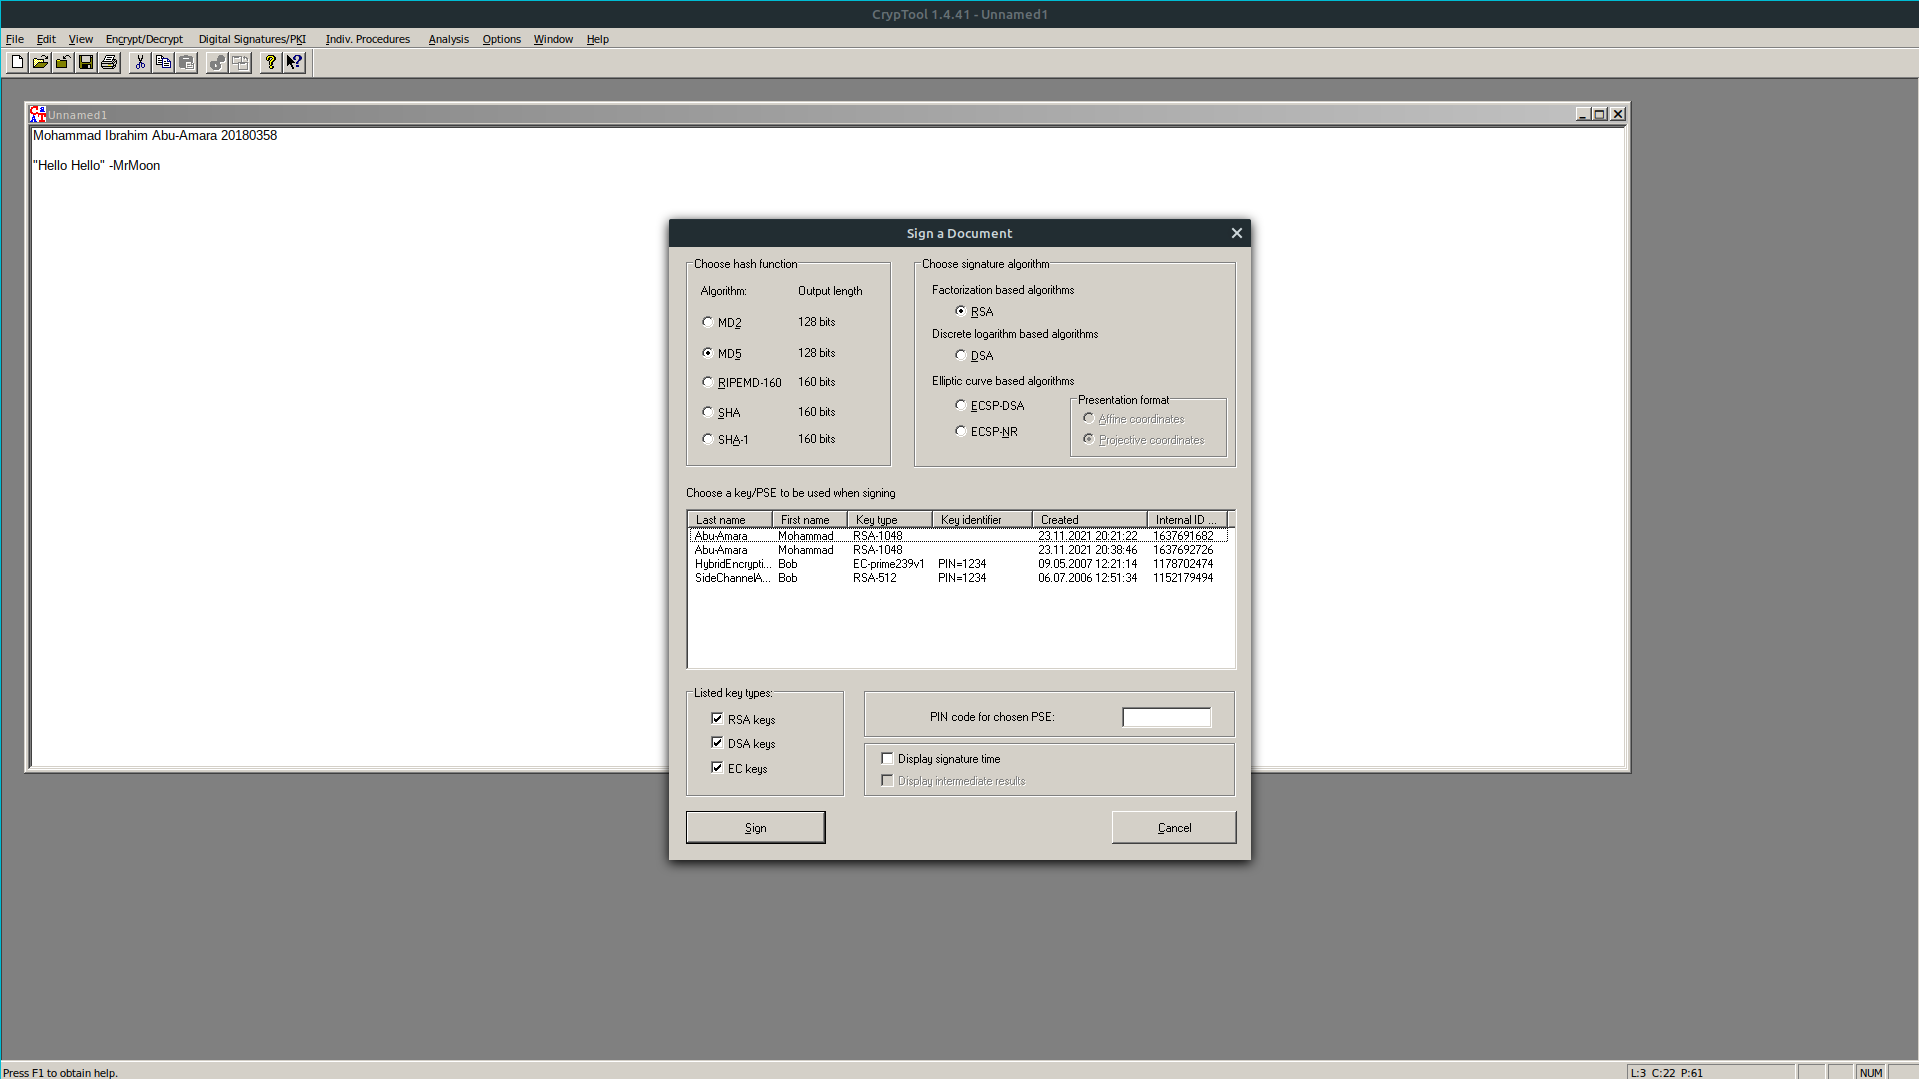 CrypTool 1.4.41 - Unnamed1
File Edit View Encrypt/Decrypt Digital Signatures/PKI Indiv. Procedures Analysis Options Window Help
Unnamed1
Mohammad Ibrahim Abu-Amara 20180358
"Hello Hello" -MrMoon
Sign a Document
Choose hash function
Algorithm: Output length
MD2 128 bits
MD5 128 bits
RIPEMD-160 160 bits
SHA 160 bits
SHA-1 160 bits
Choose signature algorithm
Factorization based algorithms
RSA
Discrete logarithm based algorithms
DSA
Elliptic curve based algorithms
ECSP-DSA
ECSP-NR
Presentation format
Affine coordinates
Projective coordinates
Choose a key/PSE to be used when signing
Last name First name Key type Key identifier Created Internal ID ...
Abu-Amara Mohammad RSA-1048 23.11.2021 20:21:22 1637691682
Abu-Amara Mohammad RSA-1048 23.11.2021 20:38:46 1637692726
HybridEncrypti... Bob EC-prime239v1 PIN=1234 09.05.2007 12:21:14 1178702474
SideChannelA... Bob RSA-512 PIN=1234 06.07.2006 12:51:34 1152179494
Listed key types:
RSA keys
DSA keys
EC keys
PIN code for chosen PSE:
Display signature time
Display intermediate results
Sign
Cancel
Press F1 to obtain help.
L:3 C:22 P:61
NUM